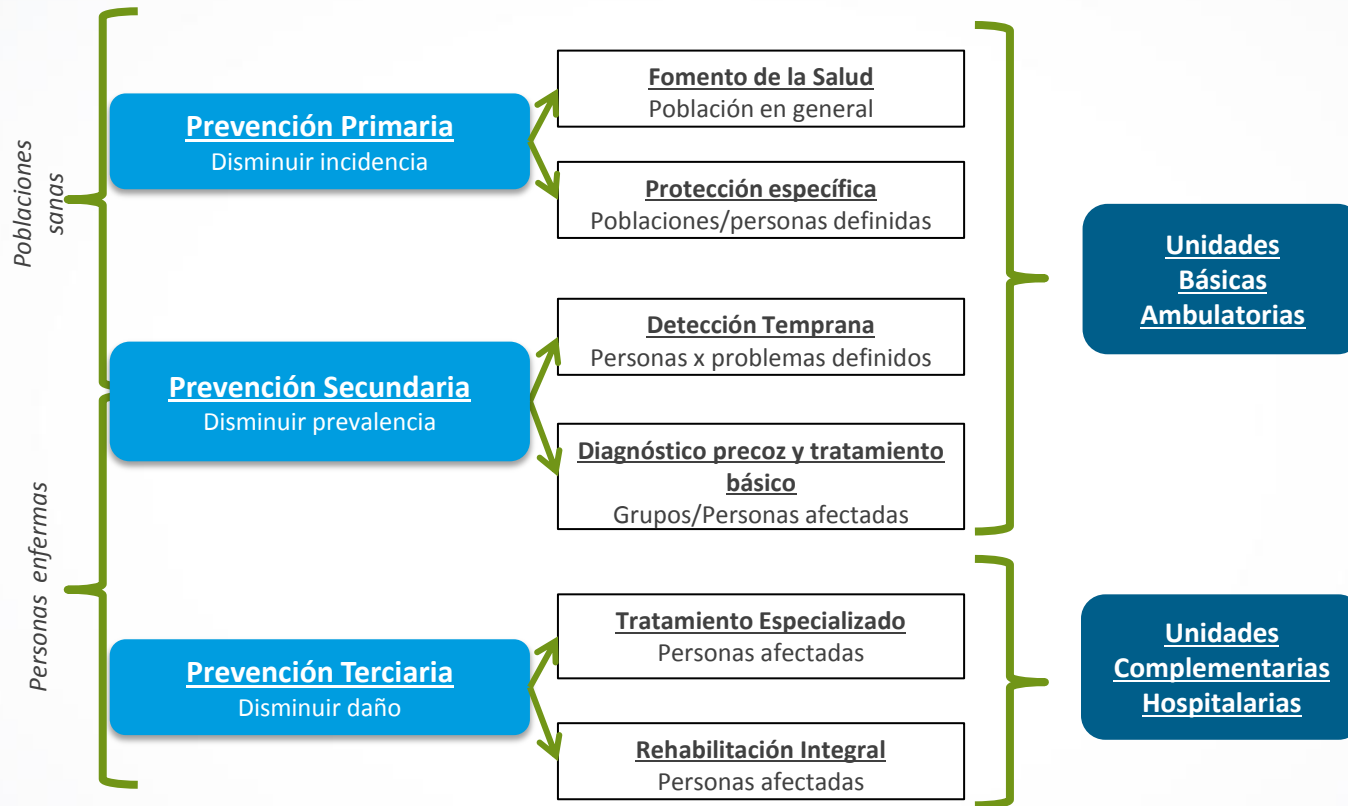 Poblaciones
sanas
Personas enfermas
Prevención Primaria
Disminuir incidencia
Fomento de la Salud
Población en general
Protección específica
Poblaciones/personas definidas
Prevención Secundaria
Disminuir prevalencia
Detección Temprana
Personas x problemas definidos
Diagnóstico precoz y tratamiento
básico
Grupos/Personas afectadas
Prevención Terciaria
Disminuir daño
Tratamiento Especializado
Personas afectadas
Rehabilitación Integral
Personas afectadas
Unidades
Básicas
Ambulatorias
Unidades
Complementarias
Hospitalarias